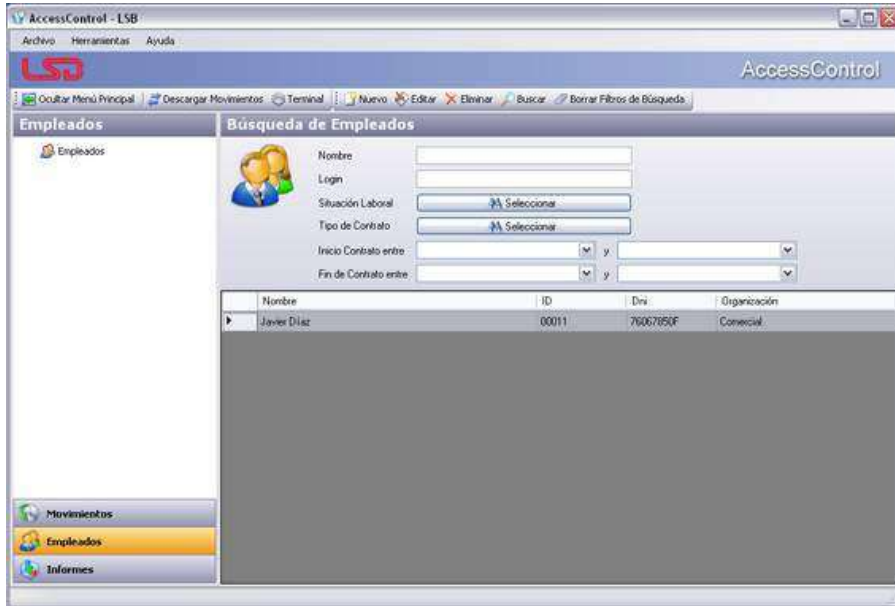 AccessControl - LSB
Archivo Herramientas Ayuda
LSB
AccessControl
Ocultar Menú Principal Descargar Movimientos Terminal Nuevo Editar Eliminar Buscar Borrar Filtros de Búsqueda
Empleados
Búsqueda de Empleados
Empleados
Nombre
Login
Situación Laboral Seleccionar
Tipo de Contrato Seleccionar
Inicio Contrato entre y
Fin de Contrato entre y
Nombre ID Dni Organización
Javier Díaz 00011 76067850F Comercial
Movimientos
Empleados
Informes